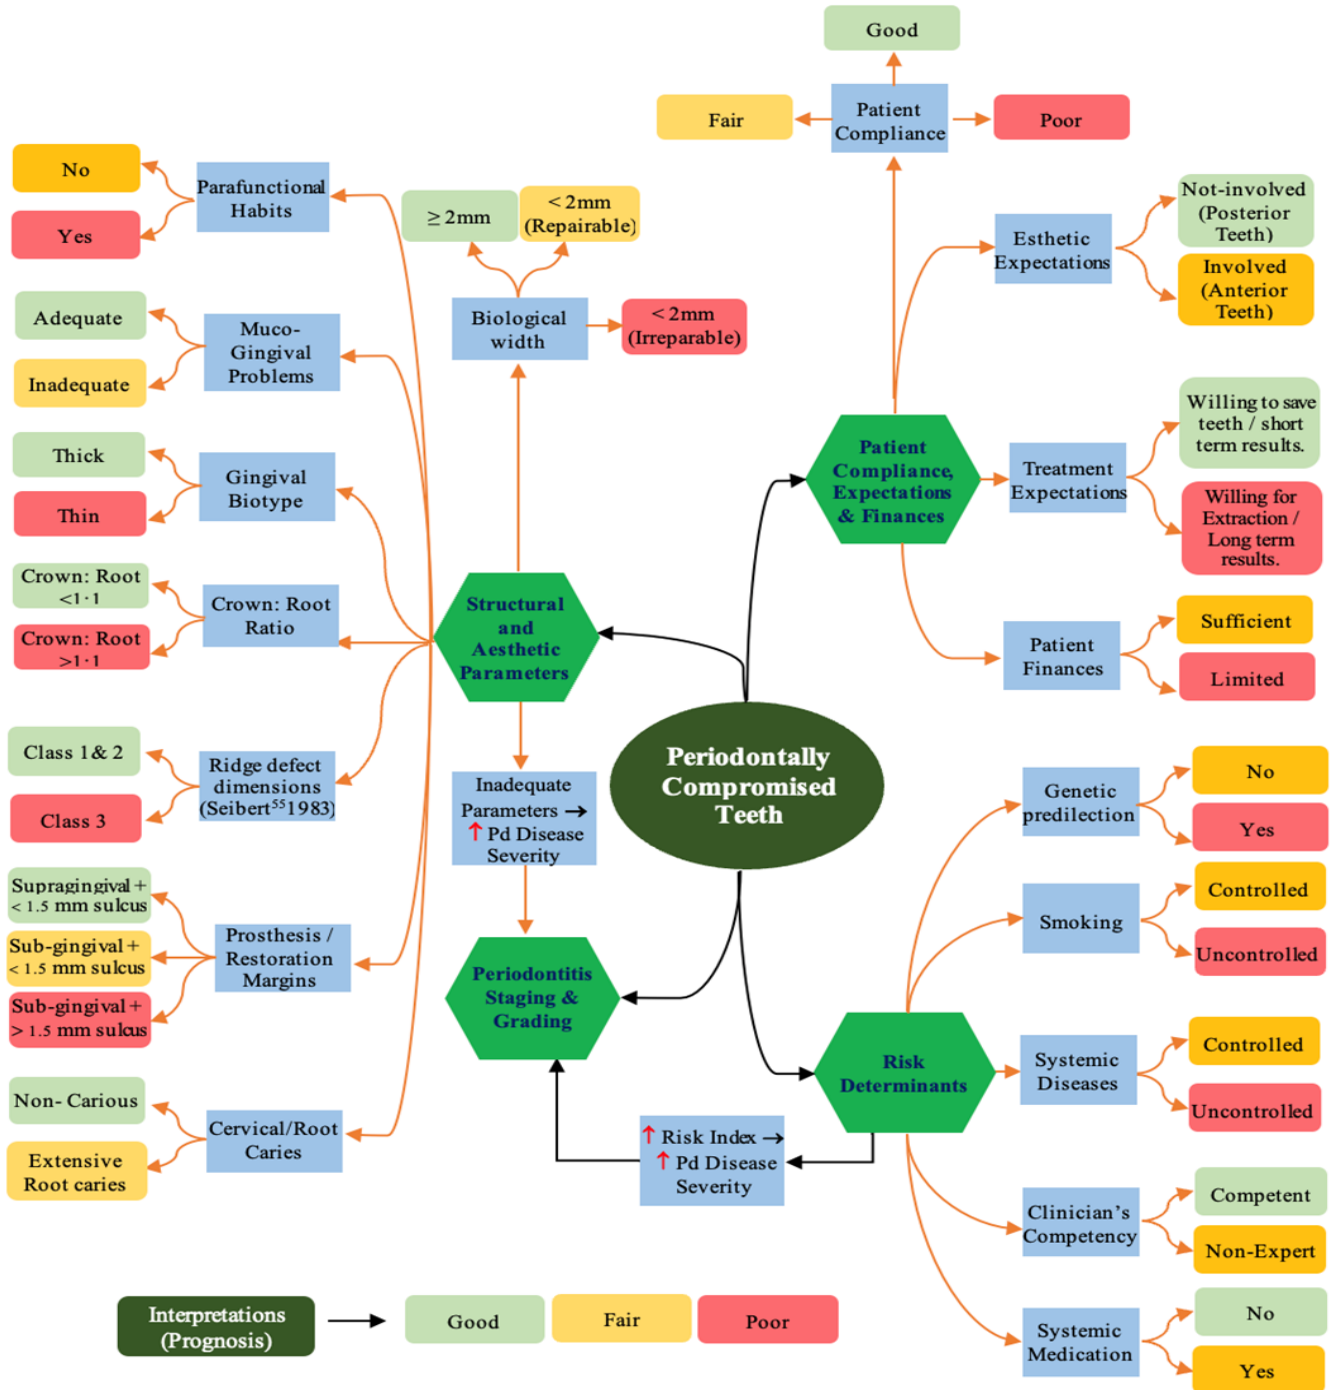 Good
Fair
Patient
Compliance
Poor
No
Yes
Parafunctional
Habits
≥ 2mm
< 2mm
(Repairable)
Biological
width
< 2mm
(Irreparable)
Esthetic
Expectations
Not-involved
(Posterior
Teeth)
Involved
(Anterior
Teeth)
Adequate
Inadequate
Muco-
Gingival
Problems
Thick
Thin
Gingival
Biotype
Crown: Root
<1:1
Crown: Root
>1:1
Crown: Root
Ratio
Structural
and
Aesthetic
Parameters
Patient
Compliance,
Expectations
& Finances
Treatment
Expectations
Willing to save
teeth / short
term results.
Willing for
Extraction /
Long term
results.
Patient
Finances
Sufficient
Limited
Class 1& 2
Class 3
Ridge defect
dimensions
(Seibert⁵⁵1983)
Inadequate
Parameters →
↑ Pd Disease
Severity
Periodontally
Compromised
Teeth
Genetic
predilection
No
Yes
Smoking
Controlled
Uncontrolled
Supragingival +
< 1.5 mm sulcus
Sub-gingival +
< 1.5 mm sulcus
Sub-gingival +
> 1.5 mm sulcus
Prosthesis /
Restoration
Margins
Periodontitis
Staging &
Grading
Risk
Determinants
Systemic
Diseases
Controlled
Uncontrolled
Non- Carious
Extensive
Root caries
Cervical/Root
Caries
↑ Risk Index →
↑ Pd Disease
Severity
Clinician’s
Competency
Competent
Non-Expert
Systemic
Medication
No
Yes
Interpretations
(Prognosis)
Good
Fair
Poor